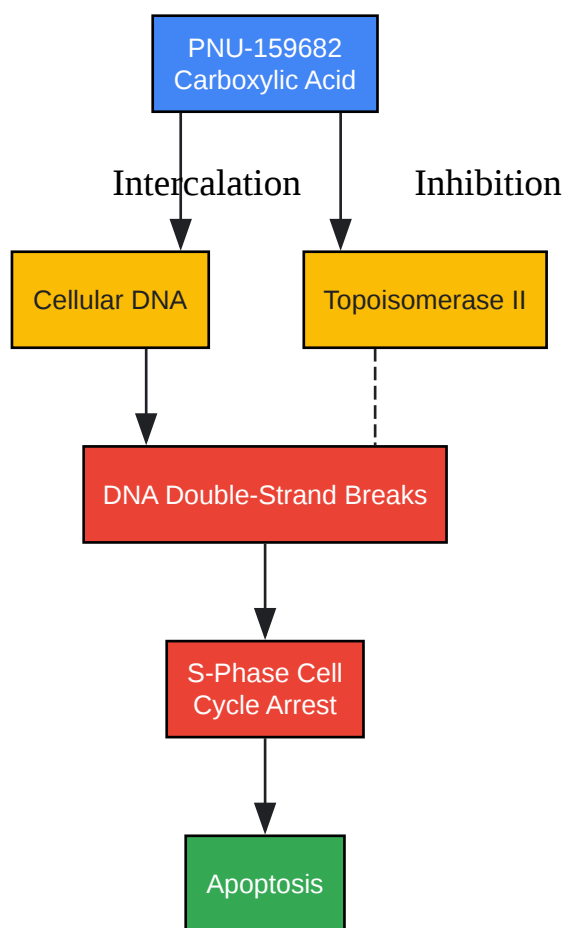 PNU-159682
Carboxylic Acid
Intercalation
Inhibition
Cellular DNA
Topoisomerase II
DNA Double-Strand Breaks
S-Phase Cell
Cycle Arrest
Apoptosis